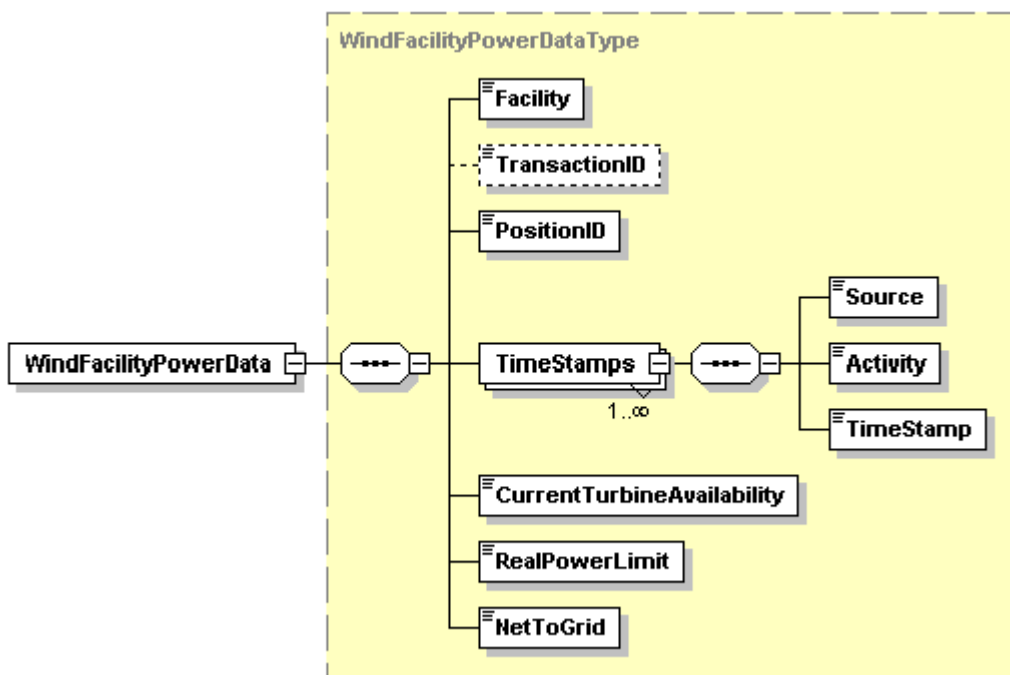 WindFacilityPowerDataType
Facility
TransactionID
PositionID
WindFacilityPowerData
TimeStamps
1..∞
Source
Activity
TimeStamp
CurrentTurbineAvailability
RealPowerLimit
NetToGrid